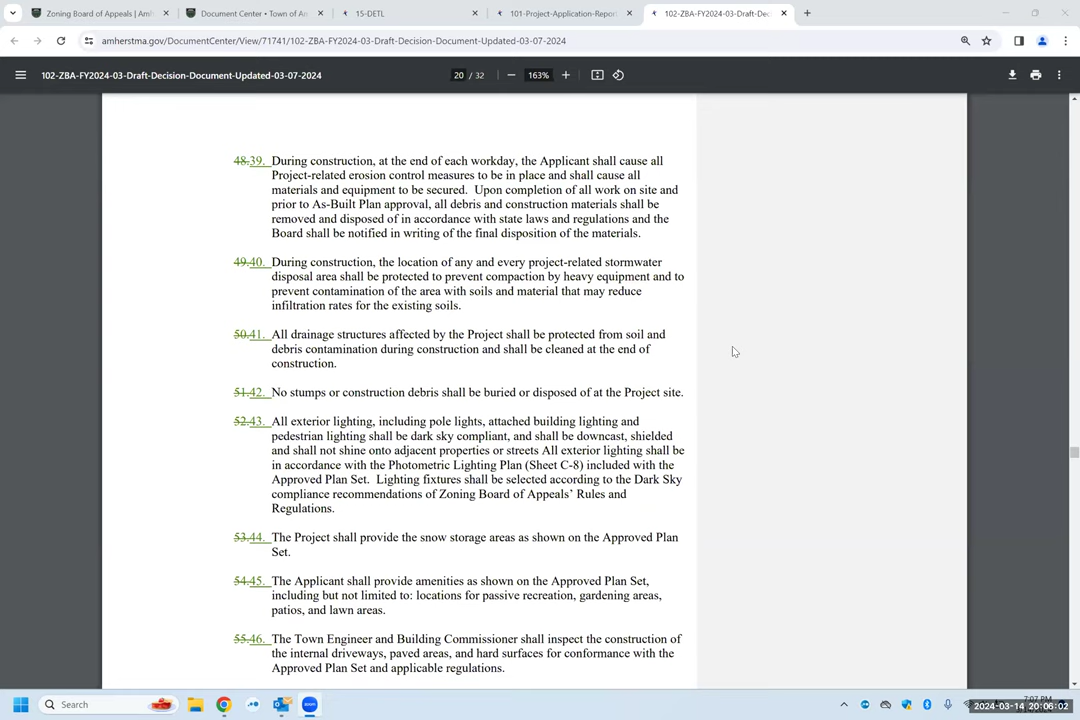 Zoning Board of Appeals | Amh
Document Center • Town of Am
15-DETL
101-Project-Application-Repor
102-ZBA-FY2024-03-Draft-Dec
amherstma.gov/DocumentCenter/View/71741/102-ZBA-FY2024-03-Draft-Decision-Document-Updated-03-07-2024
102-ZBA-FY2024-03-Draft-Decision-Document-Updated-03-07-2024
20 / 32
163%
48.39. During construction, at the end of each workday, the Applicant shall cause all
Project-related erosion control measures to be in place and shall cause all
materials and equipment to be secured. Upon completion of all work on site and
prior to As-Built Plan approval, all debris and construction materials shall be
removed and disposed of in accordance with state laws and regulations and the
Board shall be notified in writing of the final disposition of the materials.
49.40. During construction, the location of any and every project-related stormwater
disposal area shall be protected to prevent compaction by heavy equipment and to
prevent contamination of the area with soils and material that may reduce
infiltration rates for the existing soils.
50.41. All drainage structures affected by the Project shall be protected from soil and
debris contamination during construction and shall be cleaned at the end of
construction.
51.42. No stumps or construction debris shall be buried or disposed of at the Project site.
52.43. All exterior lighting, including pole lights, attached building lighting and
pedestrian lighting shall be dark sky compliant, and shall be downcast, shielded
and shall not shine onto adjacent properties or streets All exterior lighting shall be
in accordance with the Photometric Lighting Plan (Sheet C-8) included with the
Approved Plan Set. Lighting fixtures shall be selected according to the Dark Sky
compliance recommendations of Zoning Board of Appeals’ Rules and
Regulations.
53.44. The Project shall provide the snow storage areas as shown on the Approved Plan
Set.
54.45. The Applicant shall provide amenities as shown on the Approved Plan Set,
including but not limited to: locations for passive recreation, gardening areas,
patios, and lawn areas.
55.46. The Town Engineer and Building Commissioner shall inspect the construction of
the internal driveways, paved areas, and hard surfaces for conformance with the
Approved Plan Set and applicable regulations.
Search
7:07 PM
2024-03-14 20:06:02